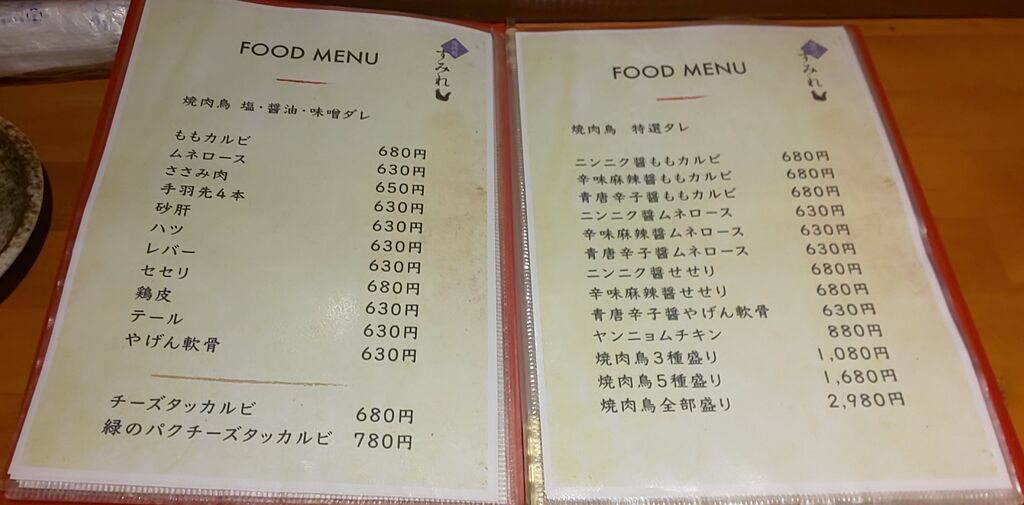 FOOD MENU
すみれ
焼肉鳥 塩・醤油・味噌ダレ
ももカルビ 680円
ムネロース 630円
ささみ肉 650円
手羽先4本 630円
砂肝 630円
ハツ 630円
レバー 630円
セセリ 680円
鶏皮 630円
テール 630円
やげん軟骨 630円
チーズタッカルビ 680円
緑のパクチーズタッカルビ 780円
FOOD MENU
すみれ
焼肉鳥 特選タレ
ニンニク醤ももカルビ 680円
辛味麻辣醤ももカルビ 680円
青唐辛子醤ももカルビ 680円
ニンニク醤ムネロース 630円
辛味麻辣醤ムネロース 630円
青唐辛子醤ムネロース 630円
ニンニク醤せせり 680円
辛味麻辣醤せせり 680円
青唐辛子醤やげん軟骨 630円
ヤンニョムチキン 880円
焼肉鳥3種盛り 1,080円
焼肉鳥5種盛り 1,680円
焼肉鳥全部盛り 2,980円